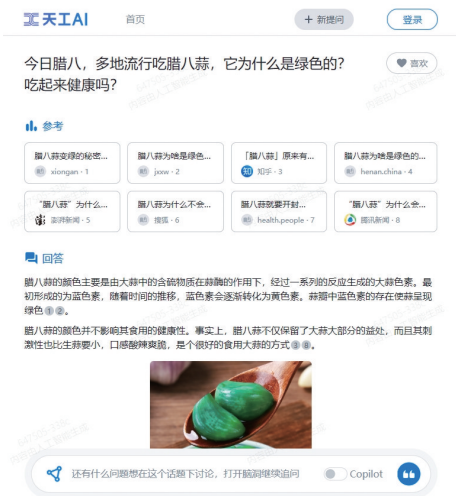 天工AI
首页
+ 新提问
登录
今日腊八，多地流行吃腊八蒜，它为什么是绿色的？
吃起来健康吗？
喜欢
参考
腊八蒜变绿的秘密...
xiongan · 1
腊八蒜为啥是绿色...
jxxw · 2
「腊八蒜」原来有...
知乎 · 3
腊八蒜为啥是绿色的...
henan.china · 4
“腊八蒜”为什么...
澎湃新闻 · 5
腊八蒜为什么不会...
搜狐 · 6
腊八蒜就要开封...
health.people · 7
“腊八蒜”为什么会...
腾讯新闻 · 8
回答
腊八蒜的颜色主要是由大蒜中的含硫物质在蒜酶的作用下，经过一系列的反应生成的大蒜色素。最
初形成的为蓝色素，随着时间的推移，蓝色素会逐渐转化为黄色素。蒜瓣中蓝色素的存在使蒜呈现
绿色①②。
腊八蒜的颜色并不影响其食用的健康性。事实上，腊八蒜不仅保留了大蒜大部分的益处，而且其刺
激性也比生蒜要小，口感酸辣爽脆，是个很好的食用大蒜的方式③⑧。
还有什么问题想在这个话题下讨论，打开脑洞继续追问
Copilot